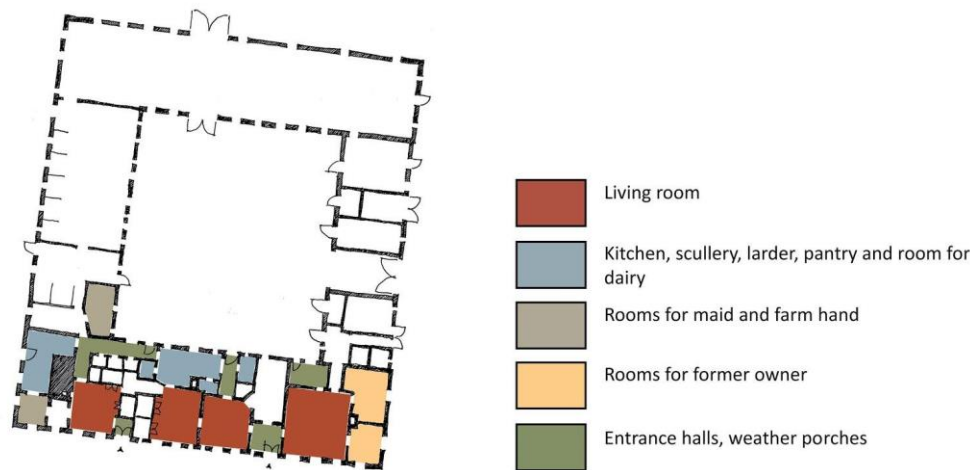 Living room
Kitchen, scullery, larder, pantry and room for
dairy
Rooms for maid and farm hand
Rooms for former owner
Entrance halls, weather porches